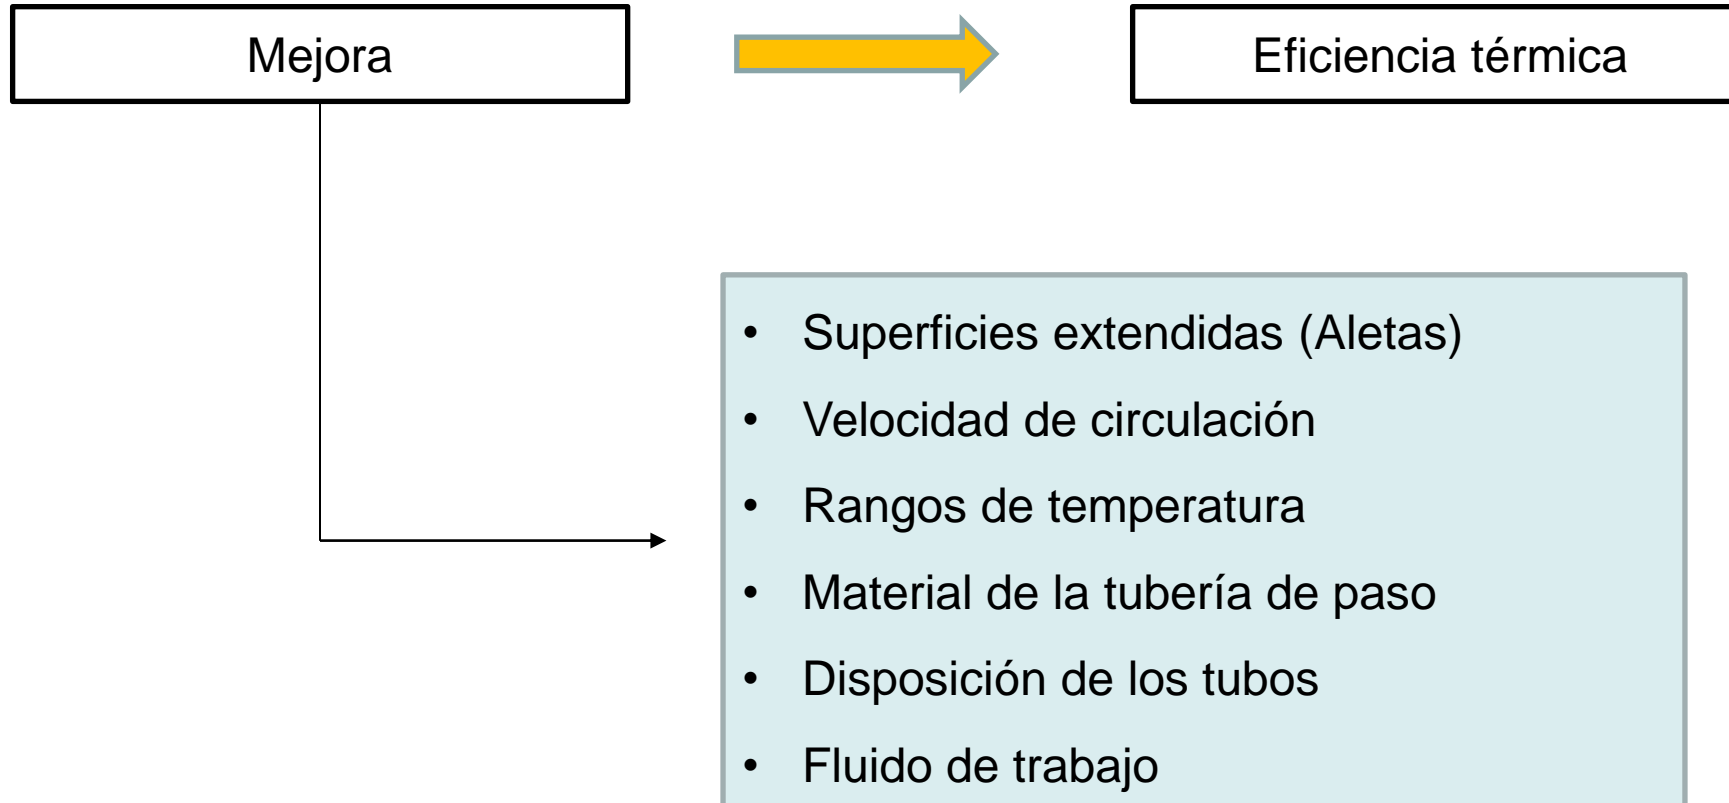 Mejora
Eficiencia térmica
• Superficies extendidas (Aletas)
• Velocidad de circulación
• Rangos de temperatura
• Material de la tubería de paso
• Disposición de los tubos
• Fluido de trabajo